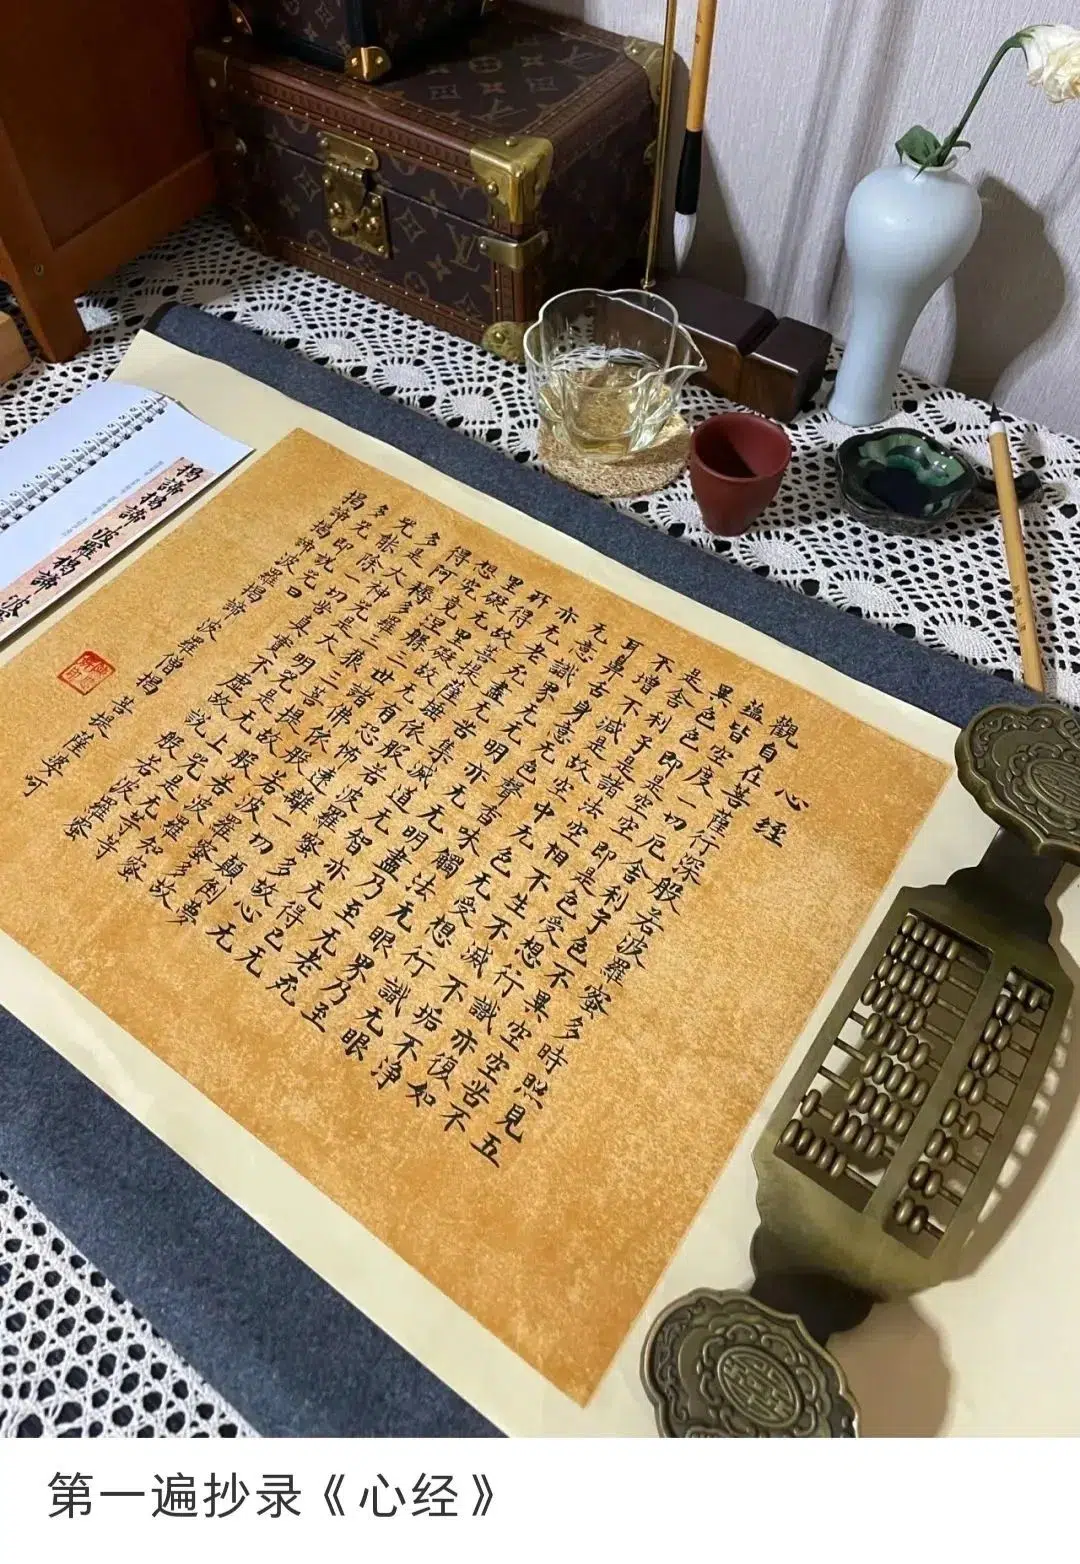 心經
觀自在菩薩行深般若波羅蜜多時照見五
蘊皆空度一切厄舍利子色不異空空不
異色色即是空空即是色受想行識亦復如
是舍利子是諸法空相不生不滅不垢不淨
不增不減是故空中无色无受想行識无眼
耳鼻舌身意无色聲香味觸法无眼界乃至
无意識界无无明亦无无明盡乃至无老死
亦无老死盡无苦集滅道无智亦无得已无
所得故菩提薩埵依般若波羅蜜多故心无
里礙无里礙故无有恐怖遠離一切顛倒夢
想究竟涅槃三世諸佛依般若波羅蜜多故
得阿耨多羅三藐三菩提故知般若波羅蜜
多是大神咒是大明咒是无上咒是无等等
咒能除一切苦真實不虛故說般若波羅蜜
多咒即說咒曰
揭諦揭諦波羅揭諦波羅僧揭菩提薩婆呵
揭諦揭諦波羅揭諦波羅
第一遍抄录《心经》